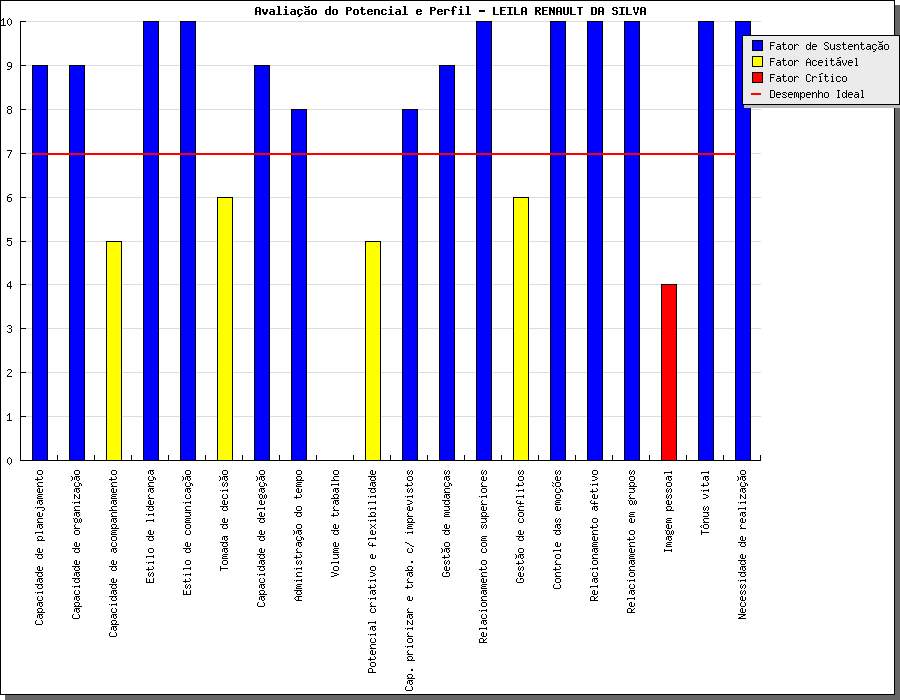 Avaliação do Potencial e Perfil - LEILA RENAULT DA SILVA
Fator de Sustentação
Fator Aceitável
Fator Crítico
Desempenho Ideal
10
9
8
7
6
5
4
3
2
1
0
Capacidade de planejamento
Capacidade de organização
Capacidade de acompanhamento
Estilo de liderança
Estilo de comunicação
Tomada de decisão
Capacidade de delegação
Administração do tempo
Volume de trabalho
Potencial criativo e flexibilidade
Cap. priorizar e trab. c/ imprevistos
Gestão de mudanças
Relacionamento com superiores
Gestão de conflitos
Controle das emoções
Relacionamento afetivo
Relacionamento em grupos
Imagem pessoal
Tônus vital
Necessidade de realização